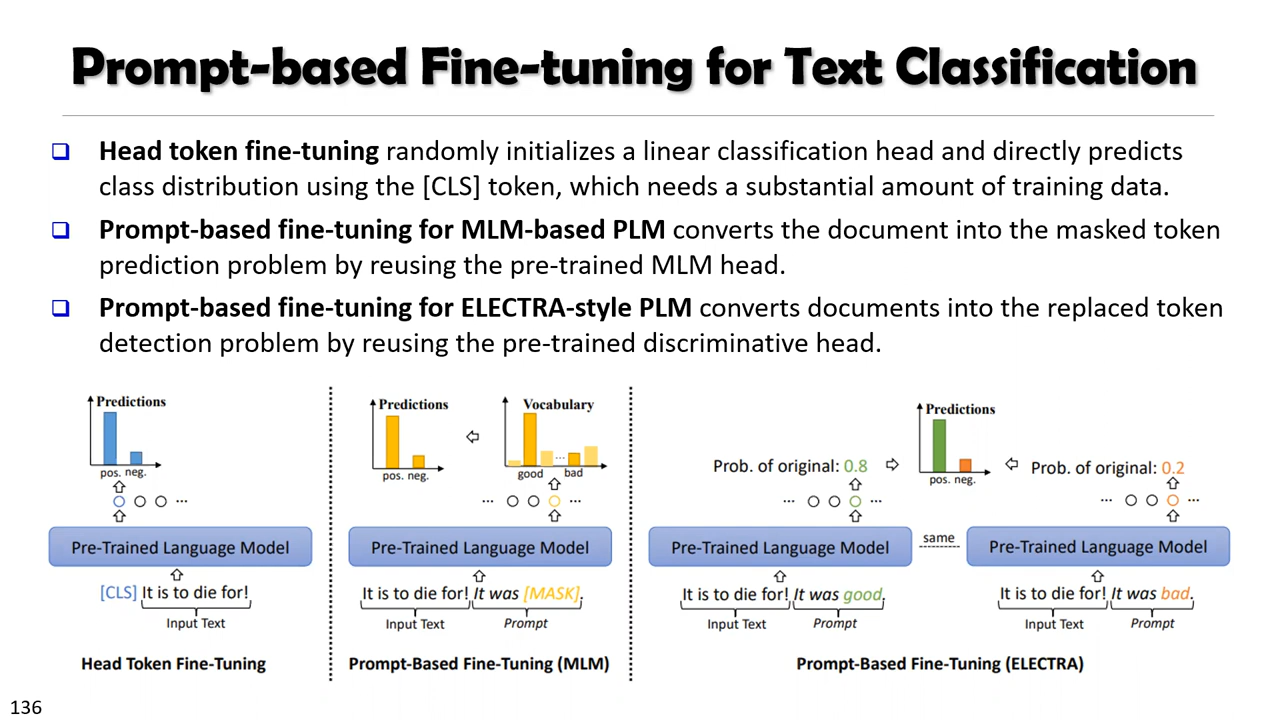 Prompt-based Fine-tuning for Text Classification
Head token fine-tuning randomly initializes a linear classification head and directly predicts
class distribution using the [CLS] token, which needs a substantial amount of training data.
Prompt-based fine-tuning for MLM-based PLM converts the document into the masked token
prediction problem by reusing the pre-trained MLM head.
Prompt-based fine-tuning for ELECTRA-style PLM converts documents into the replaced token
detection problem by reusing the pre-trained discriminative head.
Predictions
pos. neg.
...
Pre-Trained Language Model
[CLS] It is to die for!
Input Text
Head Token Fine-Tuning
Predictions
pos. neg.
Vocabulary
...
good bad
... ...
Pre-Trained Language Model
It is to die for! It was [MASK].
Input Text Prompt
Prompt-Based Fine-Tuning (MLM)
Predictions
pos. neg.
Prob. of original: 0.8
... ...
Pre-Trained Language Model
It is to die for! It was good.
Input Text Prompt
same
Prob. of original: 0.2
... ...
Pre-Trained Language Model
It is to die for! It was bad.
Input Text Prompt
Prompt-Based Fine-Tuning (ELECTRA)
136